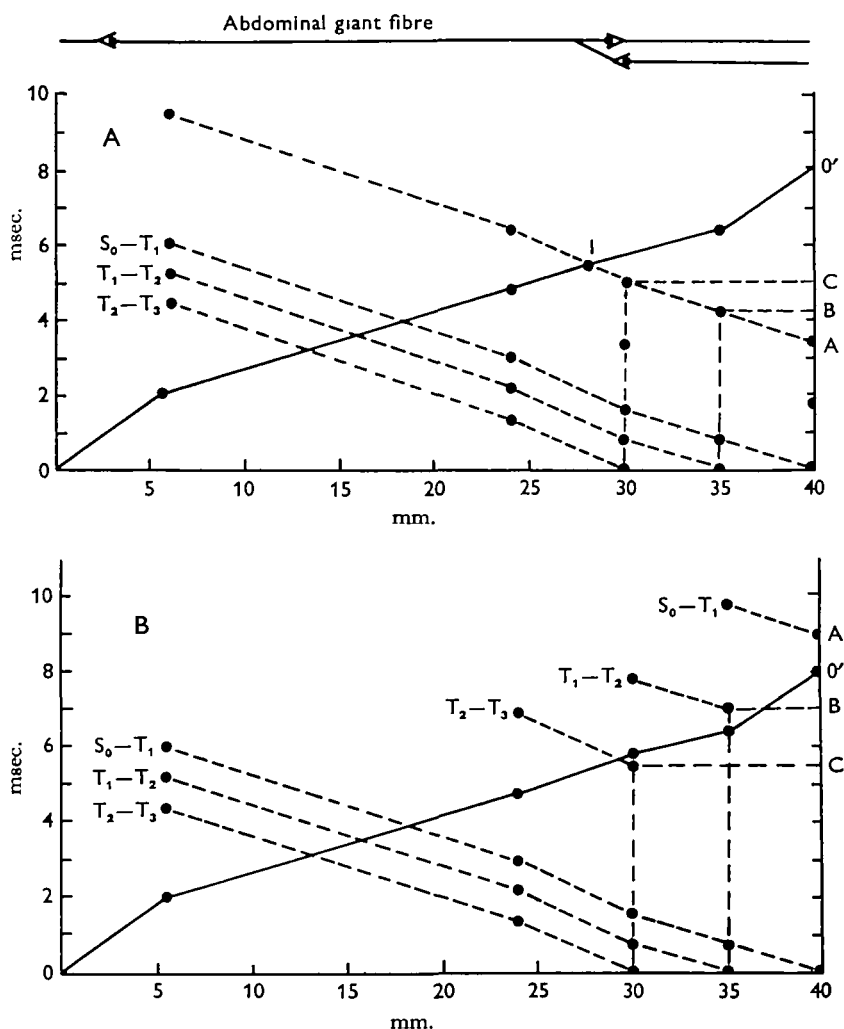 Abdominal giant fibre
10
A
8
0'
msec.
6
S₀—T₁
T₁—T₂
C
T₂—T₃
4
B
A
2
0
5
10
15
20
25
30
35
40
mm.
10
B
S₀—T₁
A
8
T₁—T₂
0'
T₂—T₃
B
msec.
6
S₀—T₁
C
T₁—T₂
T₂—T₃
4
2
0
5
10
15
20
25
30
35
40
mm.